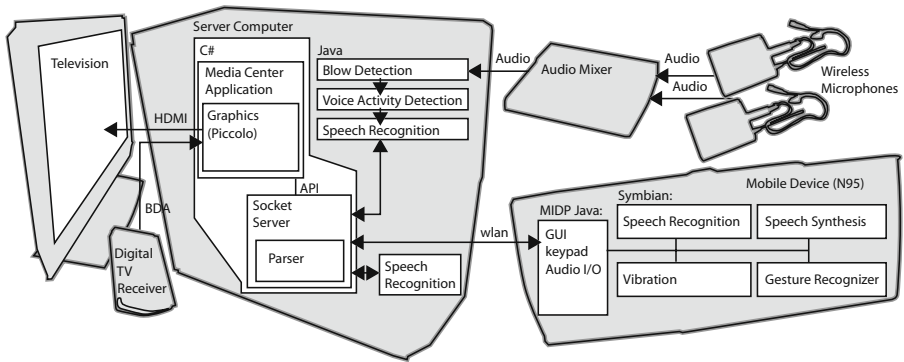 Server Computer
C#
Java
Television
Media Center
Application
Graphics
(Piccolo)
HDMI
BDA
Digital
TV
Receiver
API
Socket
Server
Parser
Blow Detection
Voice Activity Detection
Speech Recognition
Speech
Recognition
Audio
Audio Mixer
Audio
Audio
Wireless
Microphones
wlan
Mobile Device (N95)
Symbian:
MIDP Java:
GUI
keypad
Audio I/O
Speech Recognition
Speech Synthesis
Vibration
Gesture Recognizer